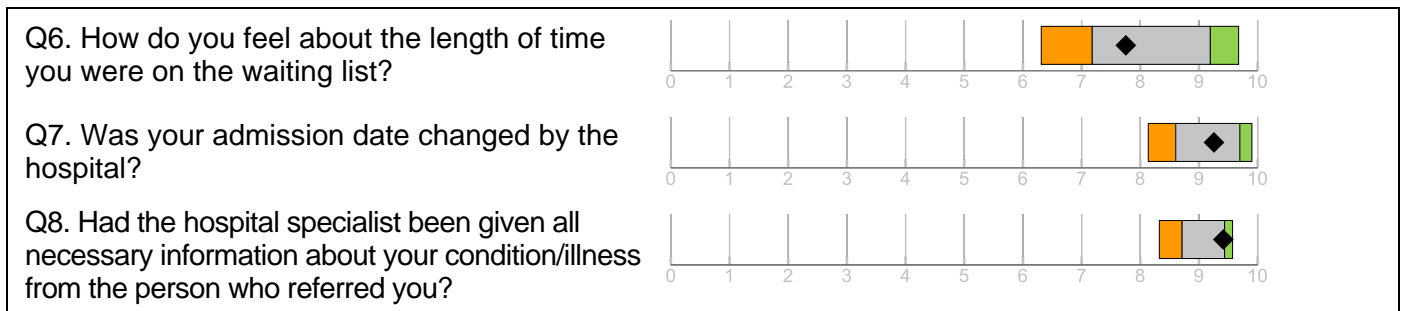 Q6. How do you feel about the length of time
you were on the waiting list?
0 1 2 3 4 5 6 7 8 9 10
Q7. Was your admission date changed by the
hospital?
0 1 2 3 4 5 6 7 8 9 10
Q8. Had the hospital specialist been given all
necessary information about your condition/illness
from the person who referred you?
0 1 2 3 4 5 6 7 8 9 10